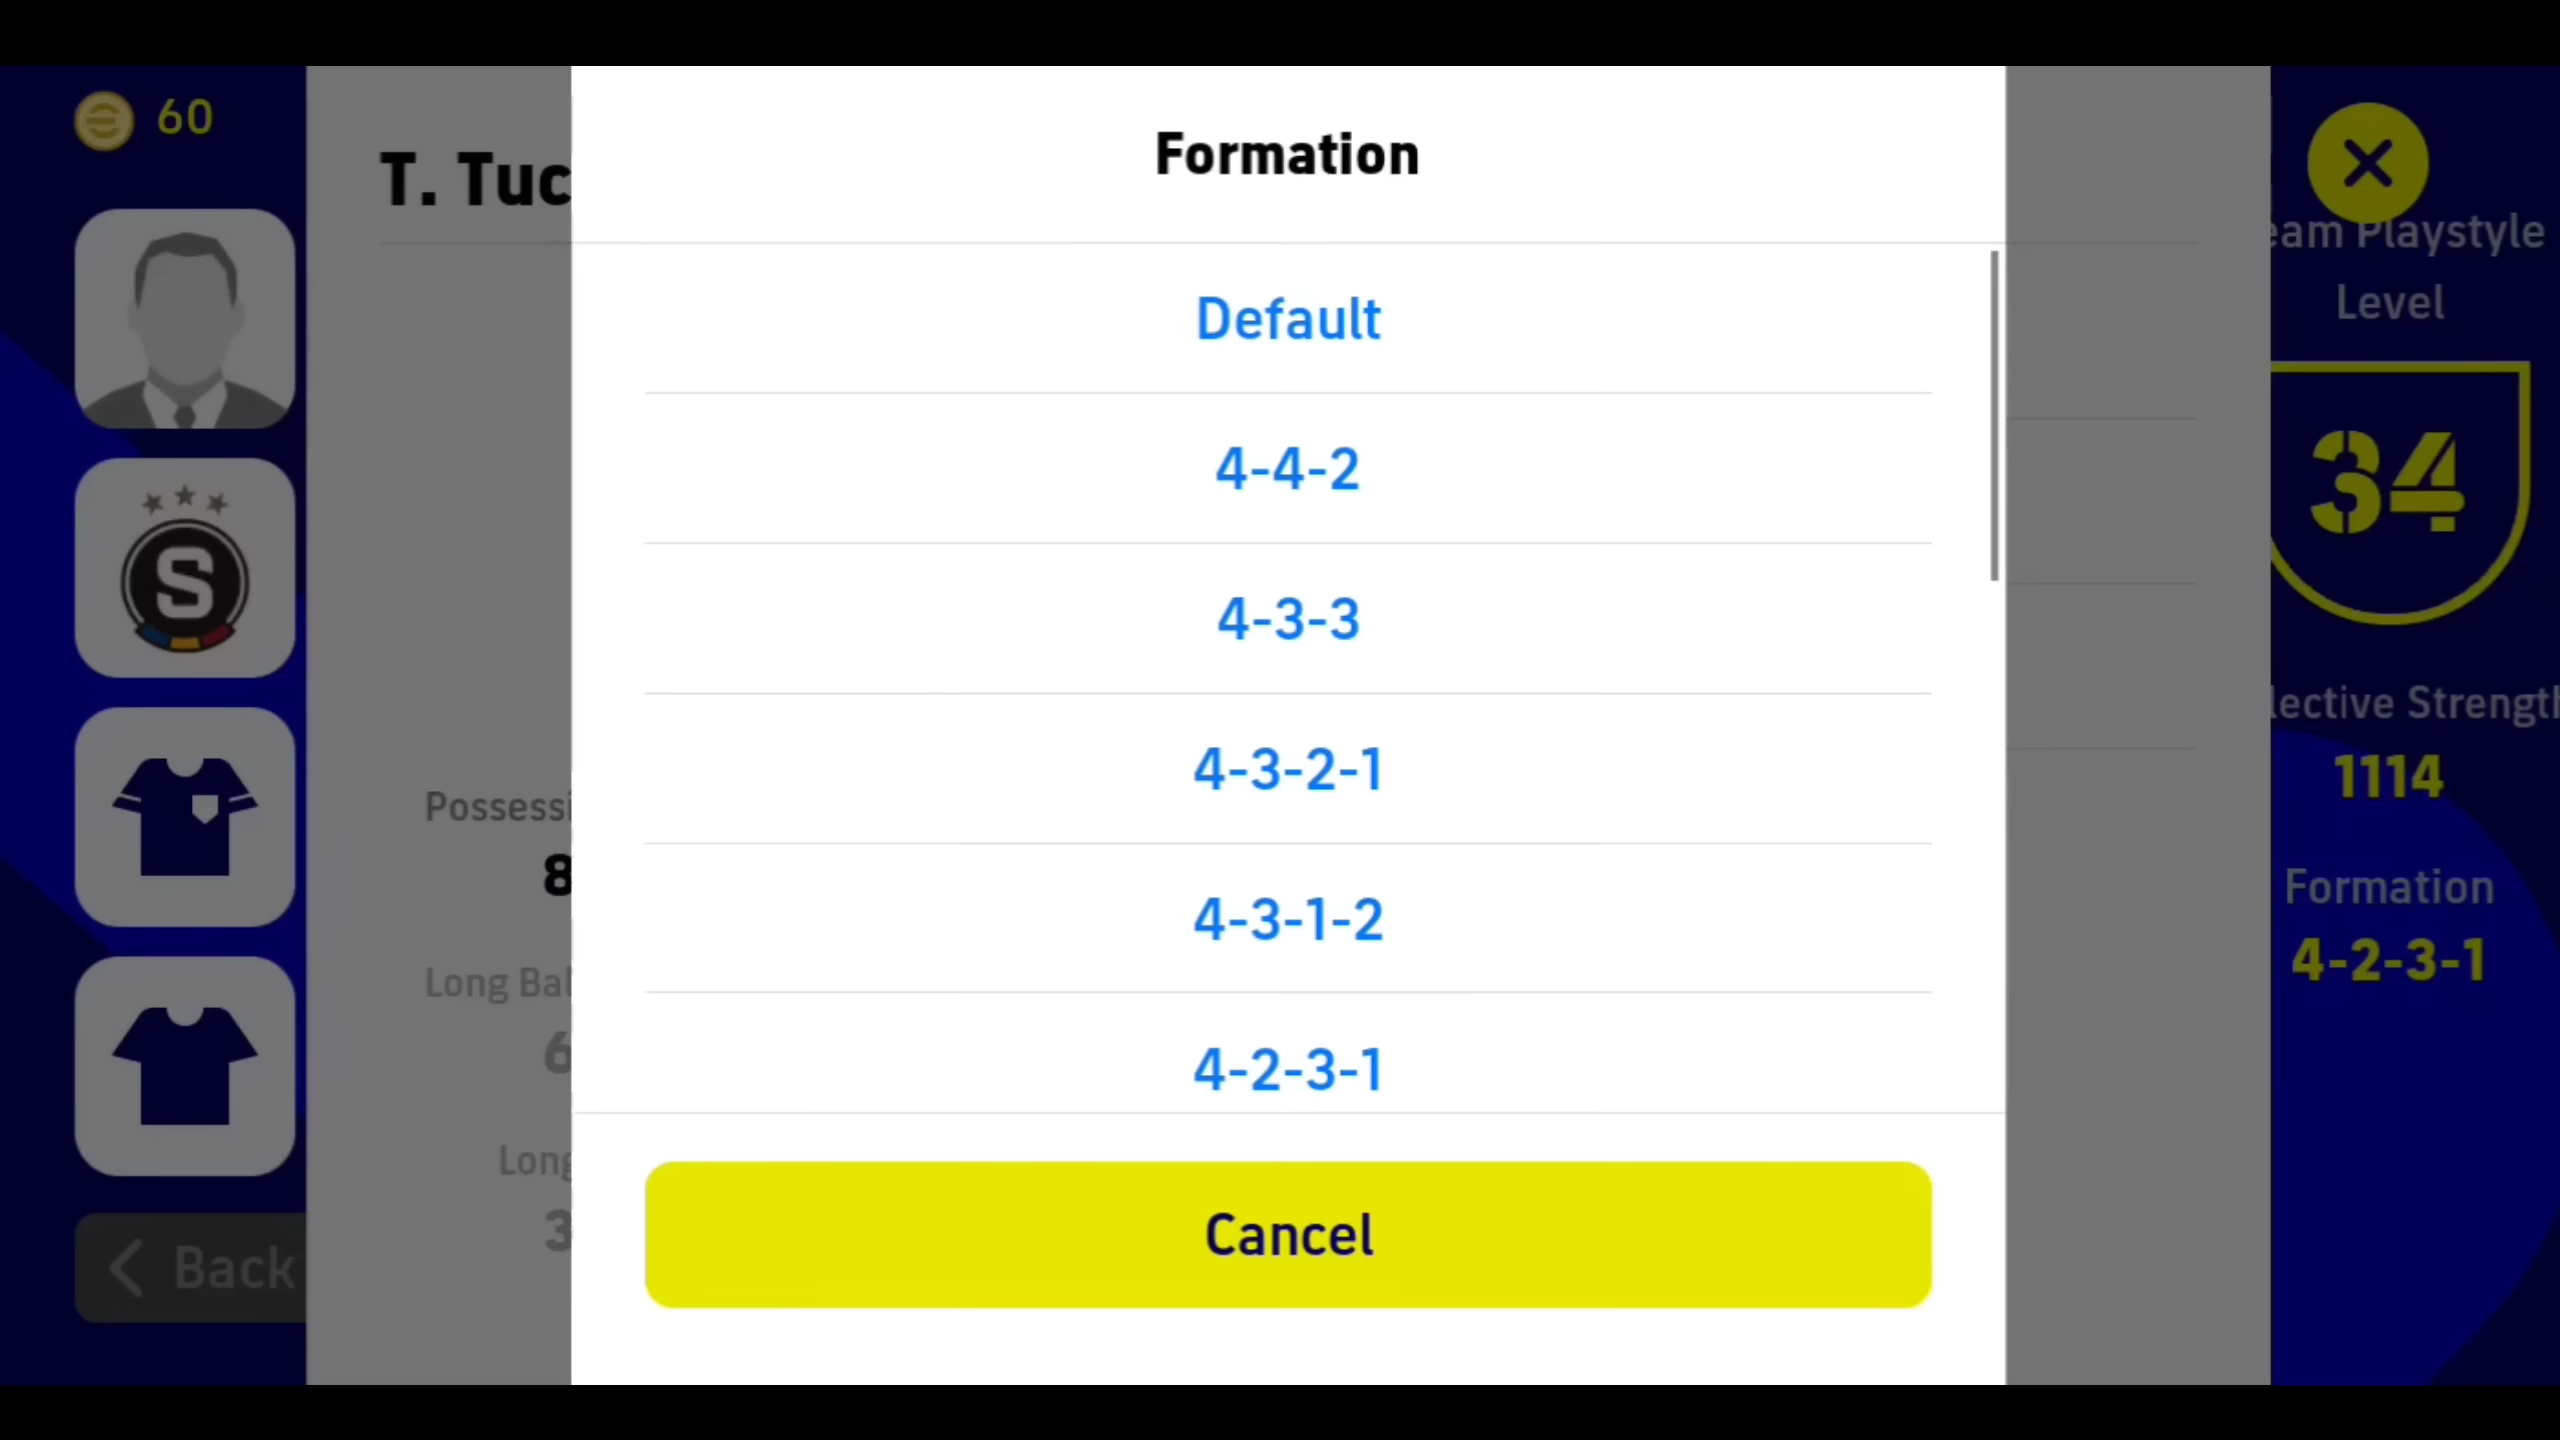 60
T. Tuc
Possessi
8
Long Bal
6
Long
3
S
Back
Formation
Default
4-4-2
4-3-3
4-3-2-1
4-3-1-2
4-2-3-1
Cancel
eam Playstyle
Level
34
lective Strength
1114
Formation
4-2-3-1